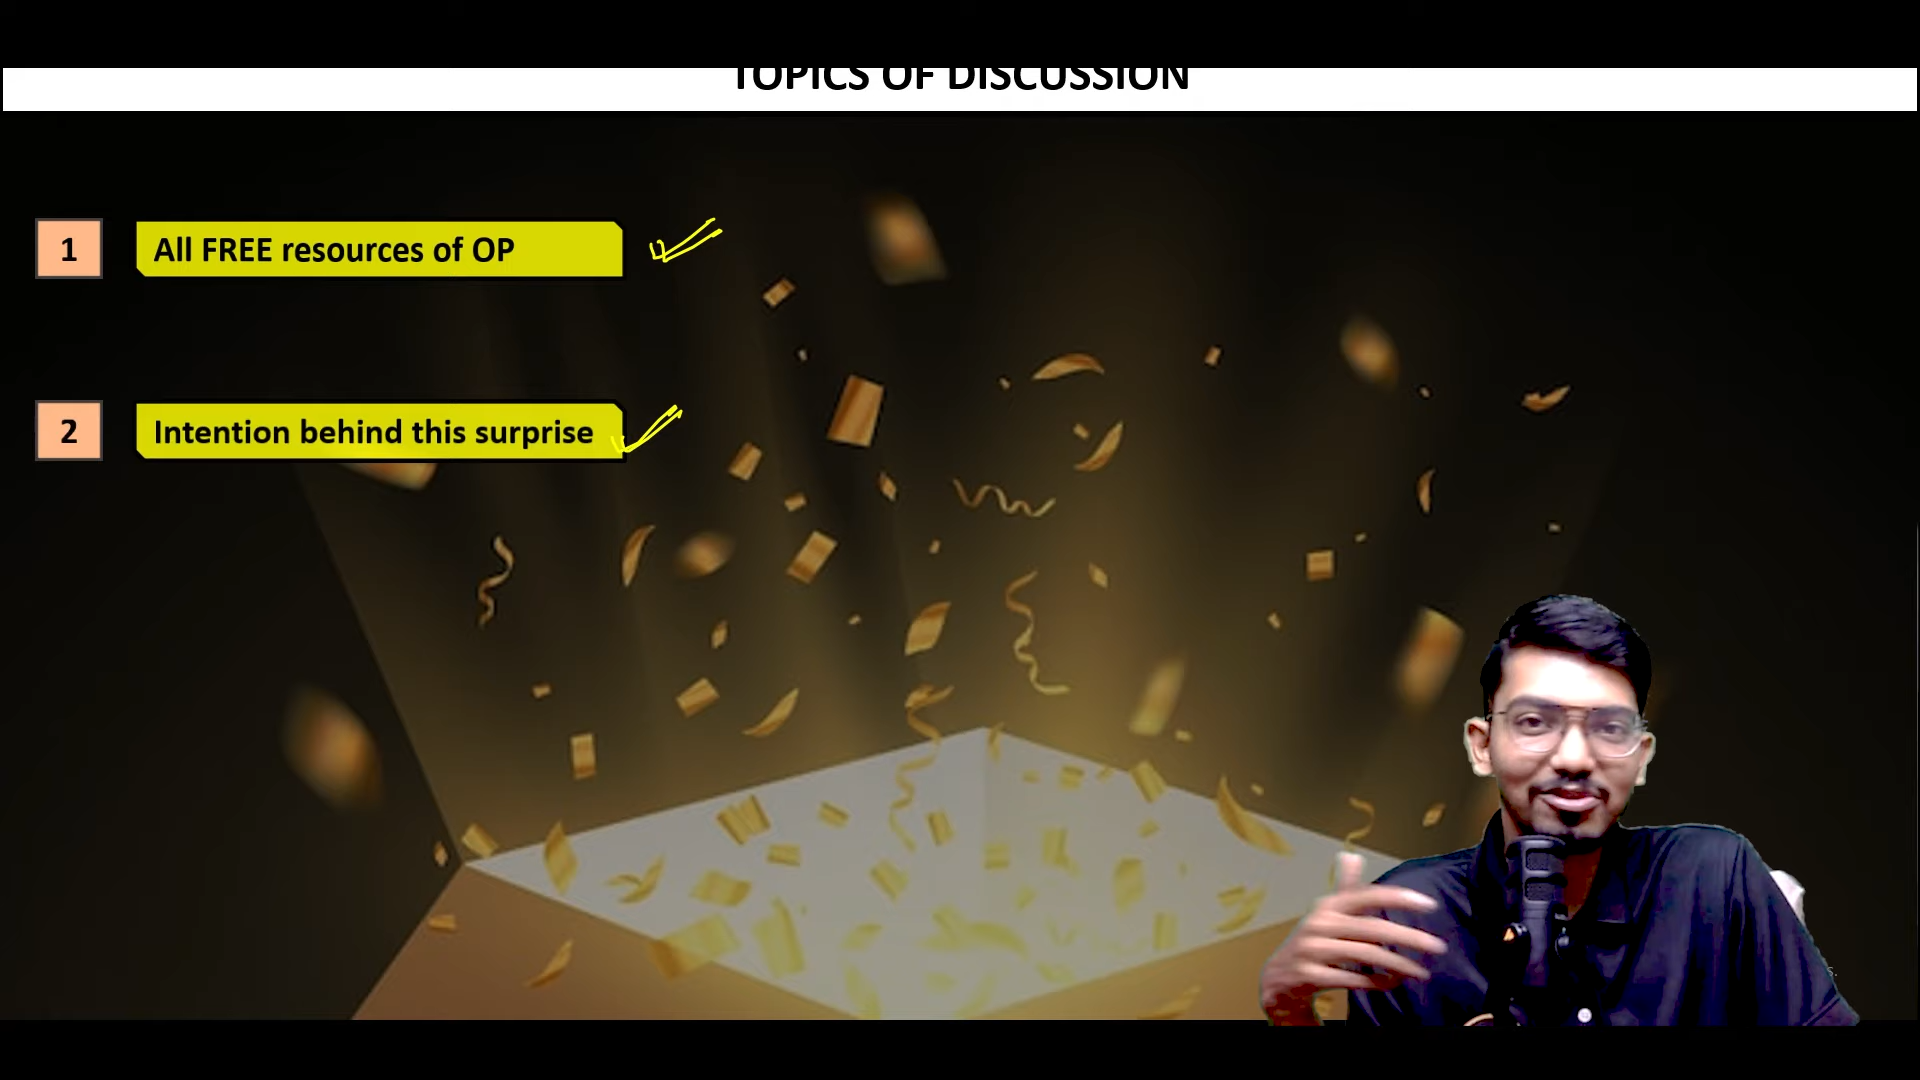 TOPICS OF DISCUSSION
1
All FREE resources of OP
2
Intention behind this surprise